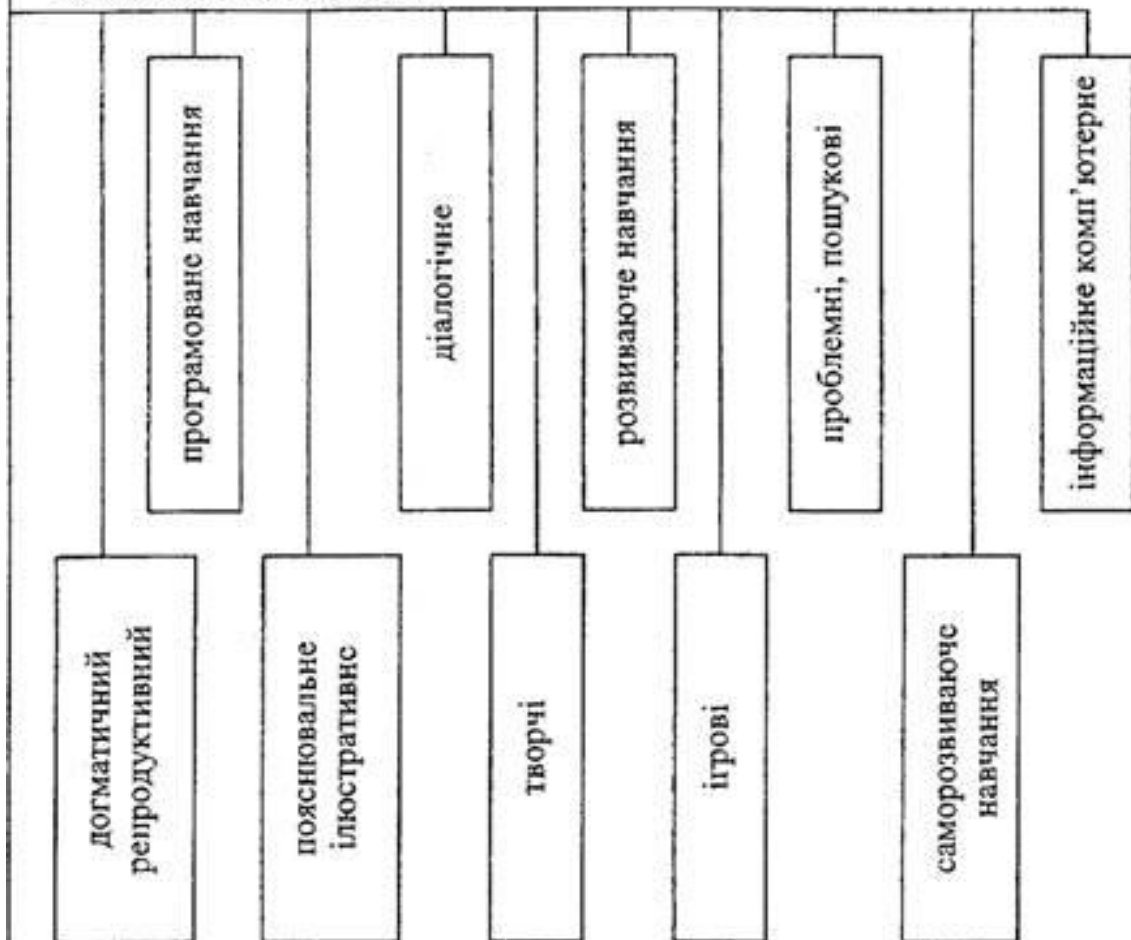 догматичний
репродуктивний
програмоване навчання
пояснювальне
ілюстративне
діалогічне
творчі
розвиваюче навчання
ігрові
проблемні, пошукові
саморозвиваюче
навчання
інформаційне комп'ютерне